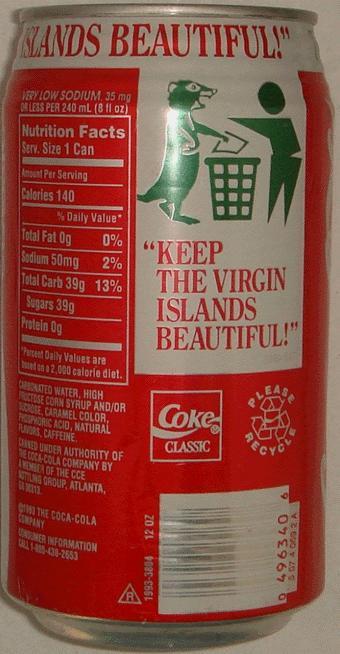 ISLANDS BEAUTIFUL!"
VERY LOW SODIUM, 35 mg
OR LESS PER 240 mL (8 fl oz)
Nutrition Facts
Serv. Size 1 Can
Amount Per Serving
Calories 140
% Daily Value*
Total Fat 0g 0%
Sodium 50mg 2%
Total Carb 39g 13%
Sugars 39g
Protein 0g
*Percent Daily Values are
based on a 2,000 calorie diet.
"KEEP
THE VIRGIN
ISLANDS
BEAUTIFUL!"
CARBONATED WATER, HIGH
FRUCTOSE CORN SYRUP AND/OR
SUCROSE, CARAMEL COLOR,
PHOSPHORIC ACID, NATURAL
FLAVORS, CAFFEINE.
CANNED UNDER AUTHORITY OF
THE COCA-COLA COMPANY BY
A MEMBER OF THE CCE
BOTTLING GROUP, ATLANTA,
©1993 THE COCA-COLA
COMPANY
CONSUMER INFORMATION
CALL 1-800-438-2653
Coke
CLASSIC
PLEASE
RECYCLE
12 OZ
1993-3804
A
0 496340 6